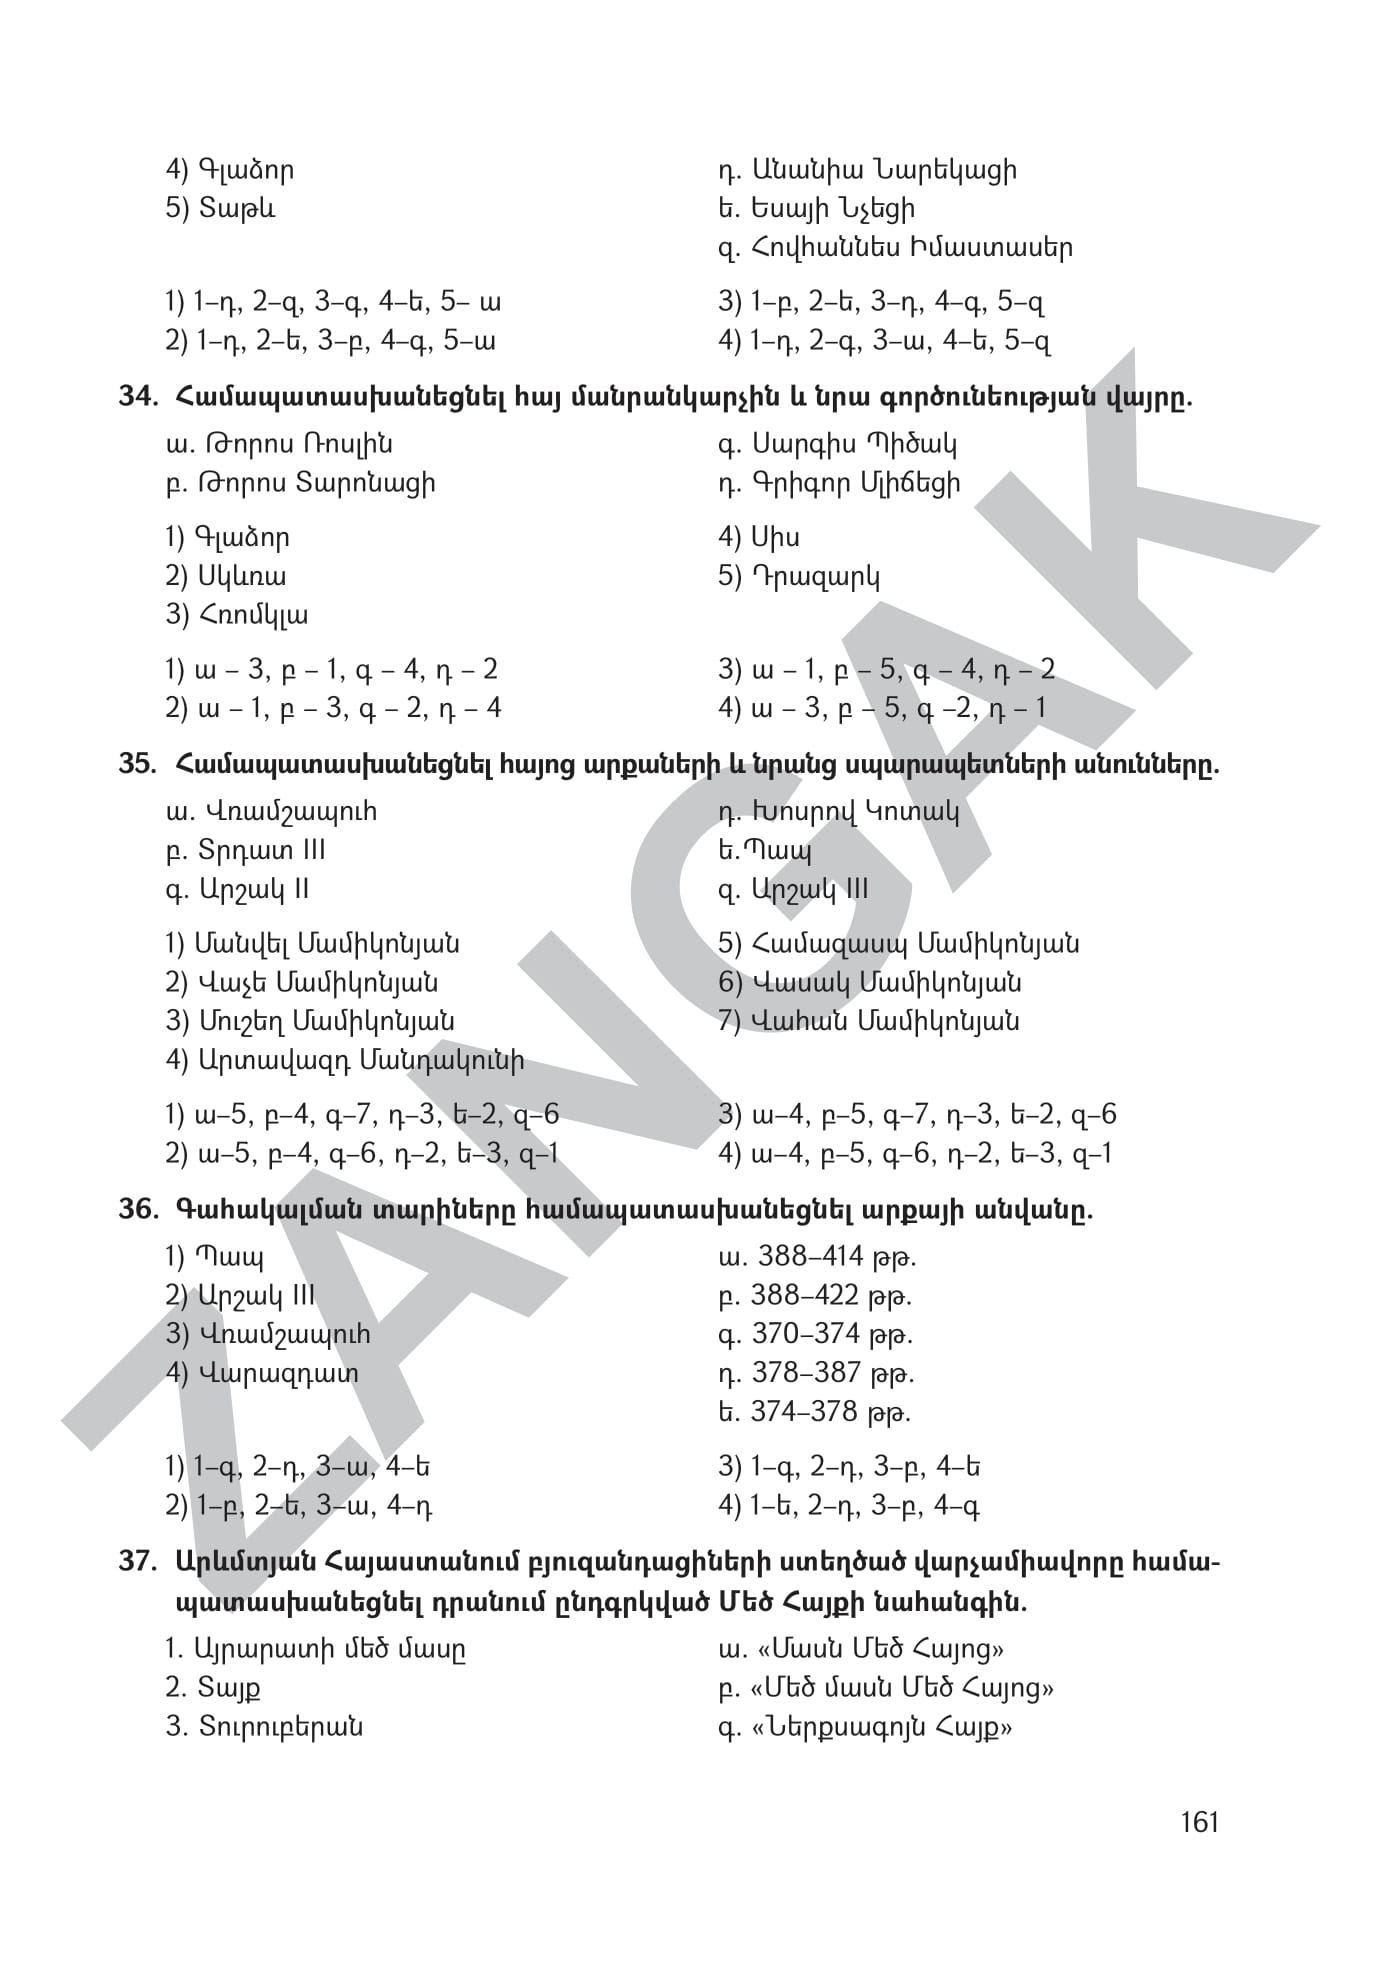 4) Գլաձոր
դ. Անանիա Նարեկացի
5) Տաթև
ե. Եսայի Նչեցի
զ. Հովհաննես Իմաստասեր
1) 1–դ, 2–զ, 3–գ, 4–ե, 5– ա
3) 1–բ, 2–ե, 3–դ, 4–գ, 5–զ
2) 1–դ, 2–ե, 3–բ, 4–գ, 5–ա
4) 1–դ, 2–գ, 3–ա, 4–ե, 5–զ
34. Համապատասխանեցնել հայ մանրանկարչին և նրա գործունեության վայրը.
ա. Թորոս Ռոսլին
գ. Սարգիս Պիծակ
բ. Թորոս Տարոնացի
դ. Գրիգոր Մլիճեցի
1) Գլաձոր
4) Սիս
2) Սկևռա
5) Դրազարկ
3) Հռոմկլա
1) ա – 3, բ – 1, գ – 4, դ – 2
3) ա – 1, բ – 5, գ – 4, դ – 2
2) ա – 1, բ – 3, գ – 2, դ – 4
4) ա – 3, բ – 5, գ –2, դ – 1
35. Համապատասխանեցնել հայոց արքաների և նրանց սպարապետների անունները.
ա. Վռամշապուհ
դ. Խոսրով Կոտակ
բ. Տրդատ III
ե.Պապ
գ. Արշակ II
զ. Արշակ III
1) Մանվել Մամիկոնյան
5) Համազասպ Մամիկոնյան
2) Վաչե Մամիկոնյան
6) Վասակ Մամիկոնյան
3) Մուշեղ Մամիկոնյան
7) Վահան Մամիկոնյան
4) Արտավազդ Մանդակունի
1) ա–5, բ–4, գ–7, դ–3, ե–2, զ–6
3) ա–4, բ–5, գ–7, դ–3, ե–2, զ–6
2) ա–5, բ–4, գ–6, դ–2, ե–3, զ–1
4) ա–4, բ–5, գ–6, դ–2, ե–3, զ–1
36. Գահակալման տարիները համապատասխանեցնել արքայի անվանը.
1) Պապ
ա. 388–414 թթ.
2) Արշակ III
բ. 388–422 թթ.
3) Վռամշապուհ
գ. 370–374 թթ.
4) Վարազդատ
դ. 378–387 թթ.
ե. 374–378 թթ.
1) 1–գ, 2–դ, 3–ա, 4–ե
3) 1–գ, 2–դ, 3–բ, 4–ե
2) 1–բ, 2–ե, 3–ա, 4–դ
4) 1–ե, 2–դ, 3–բ, 4–գ
37. Արևմտյան Հայաստանում բյուզանդացիների ստեղծած վարչամիավորը համա-
պատասխանեցնել դրանում ընդգրկված Մեծ Հայքի նահանգին.
1. Այրարատի մեծ մասը
ա. «Մասն Մեծ Հայոց»
2. Տայք
բ. «Մեծ մասն Մեծ Հայոց»
3. Տուրուբերան
գ. «Ներքսագոյն Հայք»
161
ZANGAK